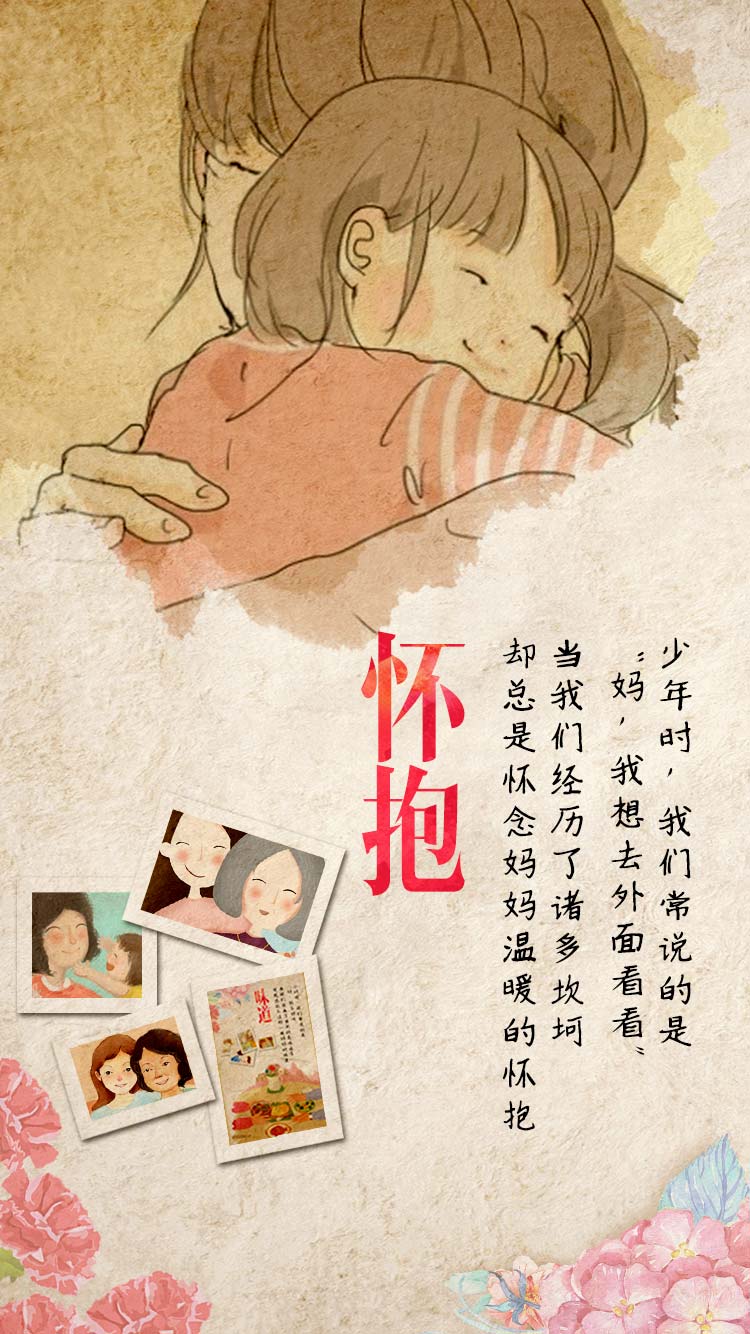 怀抱
少年时，我们常说的是
“妈，我想去外面看看”
当我们经历了诸多坎坷
却总是怀念妈妈温暖的怀抱
味道